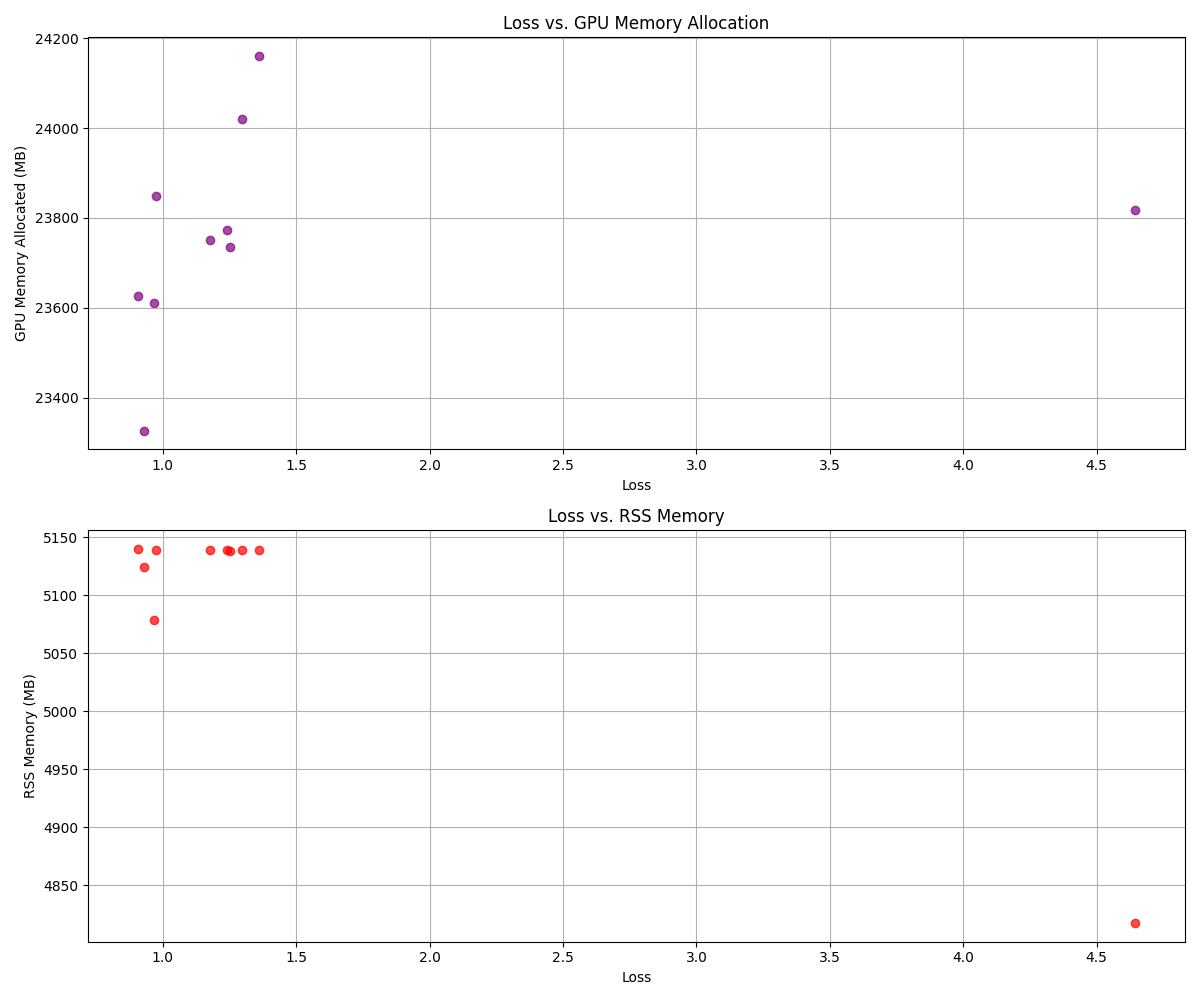 Loss vs. GPU Memory Allocation
24200
24000
23800
23600
23400
GPU Memory Allocated (MB)
1.0 1.5 2.0 2.5 3.0 3.5 4.0 4.5
Loss
Loss vs. RSS Memory
5150
5100
5050
5000
4950
4900
4850
RSS Memory (MB)
1.0 1.5 2.0 2.5 3.0 3.5 4.0 4.5
Loss